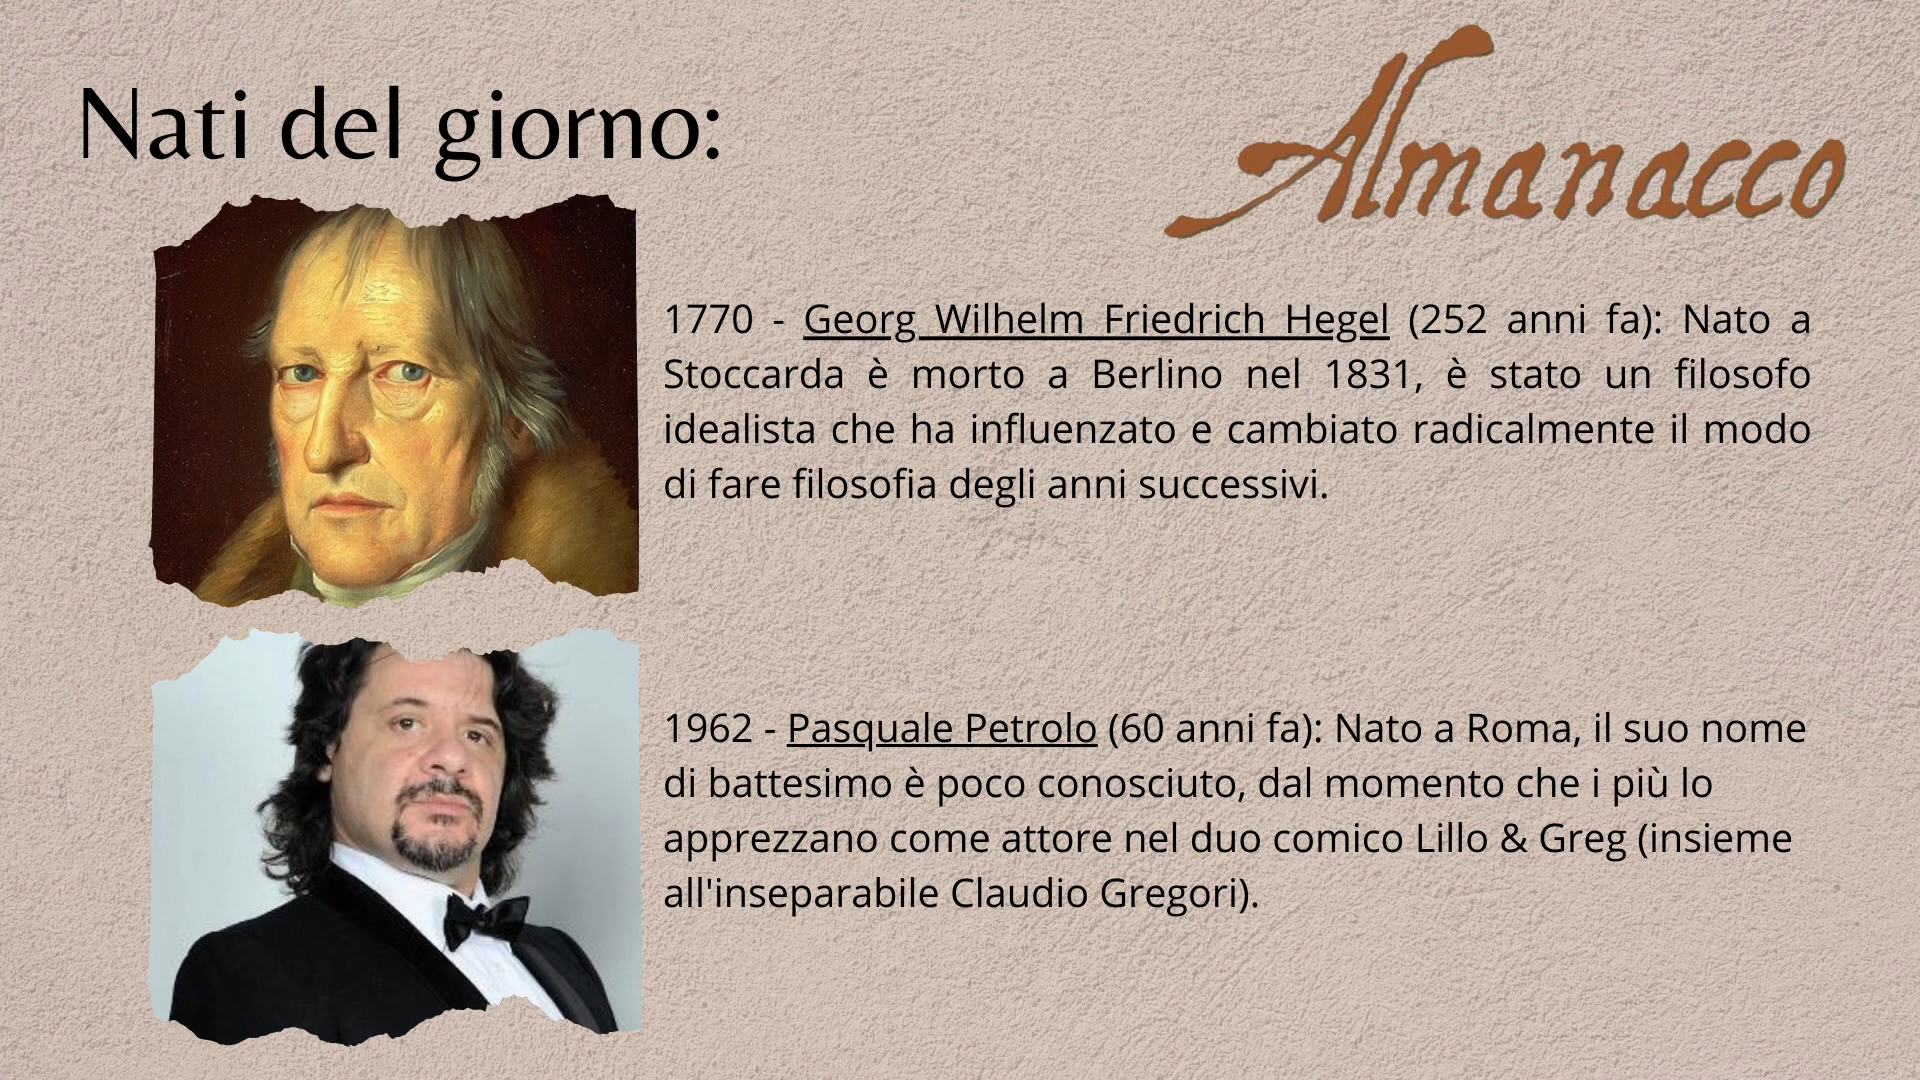 Nati del giorno:
Almanacco
1770 - Georg Wilhelm Friedrich Hegel (252 anni fa): Nato a
Stoccarda è morto a Berlino nel 1831, è stato un filosofo
idealista che ha influenzato e cambiato radicalmente il modo
di fare filosofia degli anni successivi.
1962 - Pasquale Petrolo (60 anni fa): Nato a Roma, il suo nome
di battesimo è poco conosciuto, dal momento che i più lo
apprezzano come attore nel duo comico Lillo & Greg (insieme
all'inseparabile Claudio Gregori).